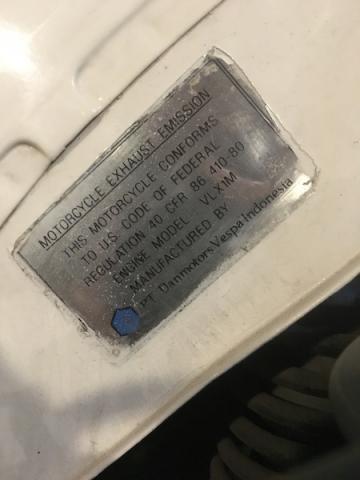 MOTORCYCLE EXHAUST EMISSION
THIS MOTORCYCLE CONFORMS
TO U.S. CODE OF FEDERAL
REGULATION 40 CFR 86 410-80
ENGINE MODEL VLX1M
MANUFACTURED BY
PT Danmotors Vespa Indonesia